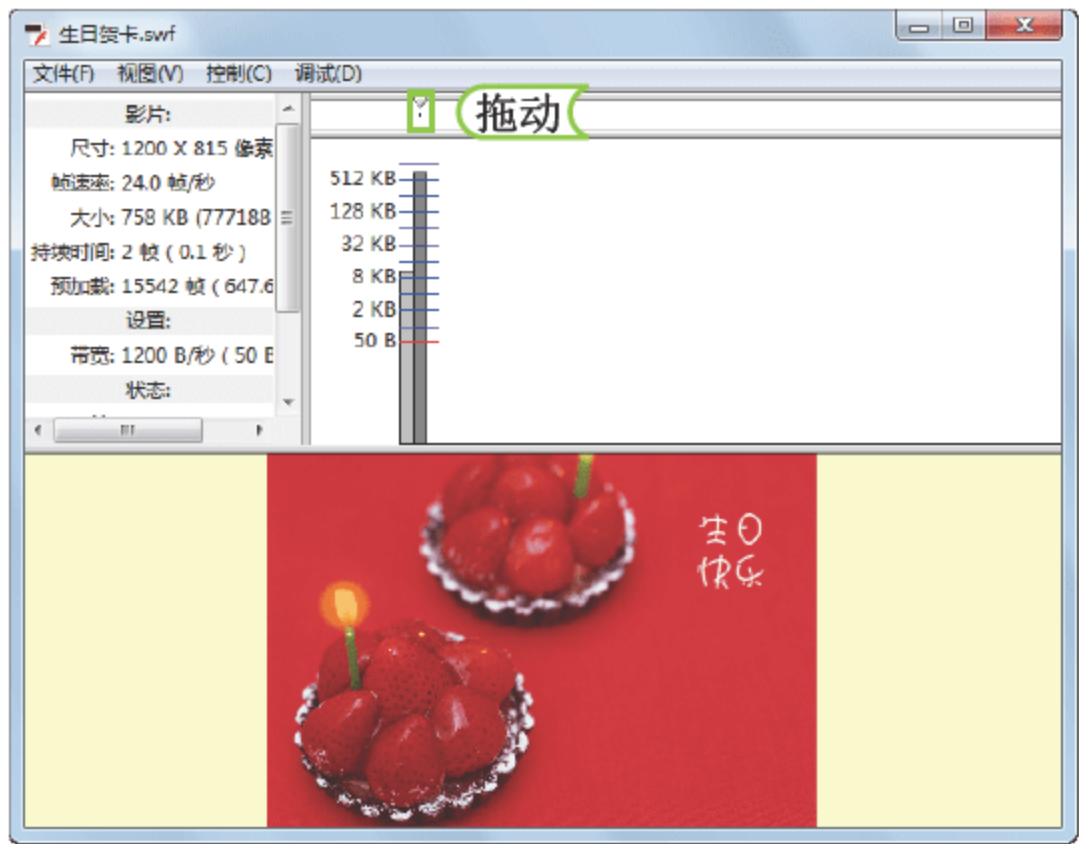 生日贺卡.swf
文件(F) 视图(V) 控制(C) 调试(D)
拖动
影片:
尺寸: 1200 X 815 像素
帧速率: 24.0 帧/秒
大小: 758 KB (777188
持续时间: 2 帧 ( 0.1 秒 )
预加载: 15542 帧 ( 647.6
设置:
带宽: 1200 B/秒 ( 50 B
状态:
512 KB
128 KB
32 KB
8 KB
2 KB
50 B
生日
快乐